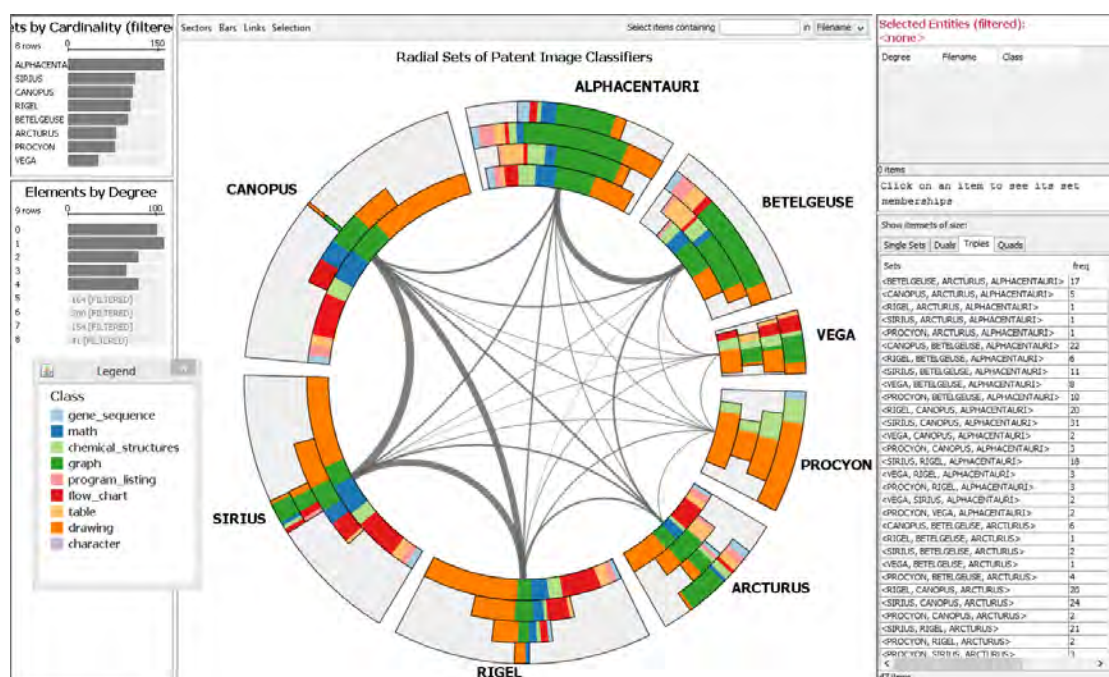 ets by Cardinality (filtere
8 rows
0
150
ALPHACENTA
SIRIUS
CANOPUS
RIGEL
BETELGEUSE
ARCTURUS
PROCYON
VEGA
Elements by Degree
9 rows
0
100
0
1
2
3
4
5
6
7
8
Legend
Class
gene_sequence
math
chemical_structures
graph
program_listing
flow_chart
table
drawing
character
Sectors Bars Links Selection
Select items containing
in Filename
Radial Sets of Patent Image Classifiers
ALPHACENTAURI
BETELGEUSE
VEGA
PROCYON
ARCTURUS
RIGEL
SIRIUS
CANOPUS
Selected Entities (filtered):
<none>
Degree Filename Class
0 items
Click on an item to see its set
memberships
Show itemsets of size:
Single Sets Duals Triples Quads
Sets freq
<BETELGEUSE, ARCTURUS, ALPHACENTAURI> 17
<CANOPUS, ARCTURUS, ALPHACENTAURI> 5
<RIGEL, ARCTURUS, ALPHACENTAURI> 1
<SIRIUS, ARCTURUS, ALPHACENTAURI> 1
<PROCYON, ARCTURUS, ALPHACENTAURI> 1
<CANOPUS, BETELGEUSE, ALPHACENTAURI> 22
<RIGEL, BETELGEUSE, ALPHACENTAURI> 6
<SIRIUS, BETELGEUSE, ALPHACENTAURI> 11
<VEGA, BETELGEUSE, ALPHACENTAURI> 8
<PROCYON, BETELGEUSE, ALPHACENTAURI> 10
<RIGEL, CANOPUS, ALPHACENTAURI> 20
<SIRIUS, CANOPUS, ALPHACENTAURI> 31
<VEGA, CANOPUS, ALPHACENTAURI> 2
<PROCYON, CANOPUS, ALPHACENTAURI> 3
<SIRIUS, RIGEL, ALPHACENTAURI> 18
<VEGA, RIGEL, ALPHACENTAURI> 3
<PROCYON, RIGEL, ALPHACENTAURI> 3
<VEGA, SIRIUS, ALPHACENTAURI> 2
<PROCYON, VEGA, ALPHACENTAURI> 2
<CANOPUS, BETELGEUSE, ARCTURUS> 6
<RIGEL, BETELGEUSE, ARCTURUS> 1
<SIRIUS, BETELGEUSE, ARCTURUS> 2
<VEGA, BETELGEUSE, ARCTURUS> 1
<PROCYON, BETELGEUSE, ARCTURUS> 4
<RIGEL, CANOPUS, ARCTURUS>
<SIRIUS, CANOPUS, ARCTURUS> 24
<PROCYON, CANOPUS, ARCTURUS> 2
<SIRIUS, RIGEL, ARCTURUS> 21
<PROCYON, RIGEL, ARCTURUS> 2
<PROCYON, SIRIUS, ARCTURUS> 3